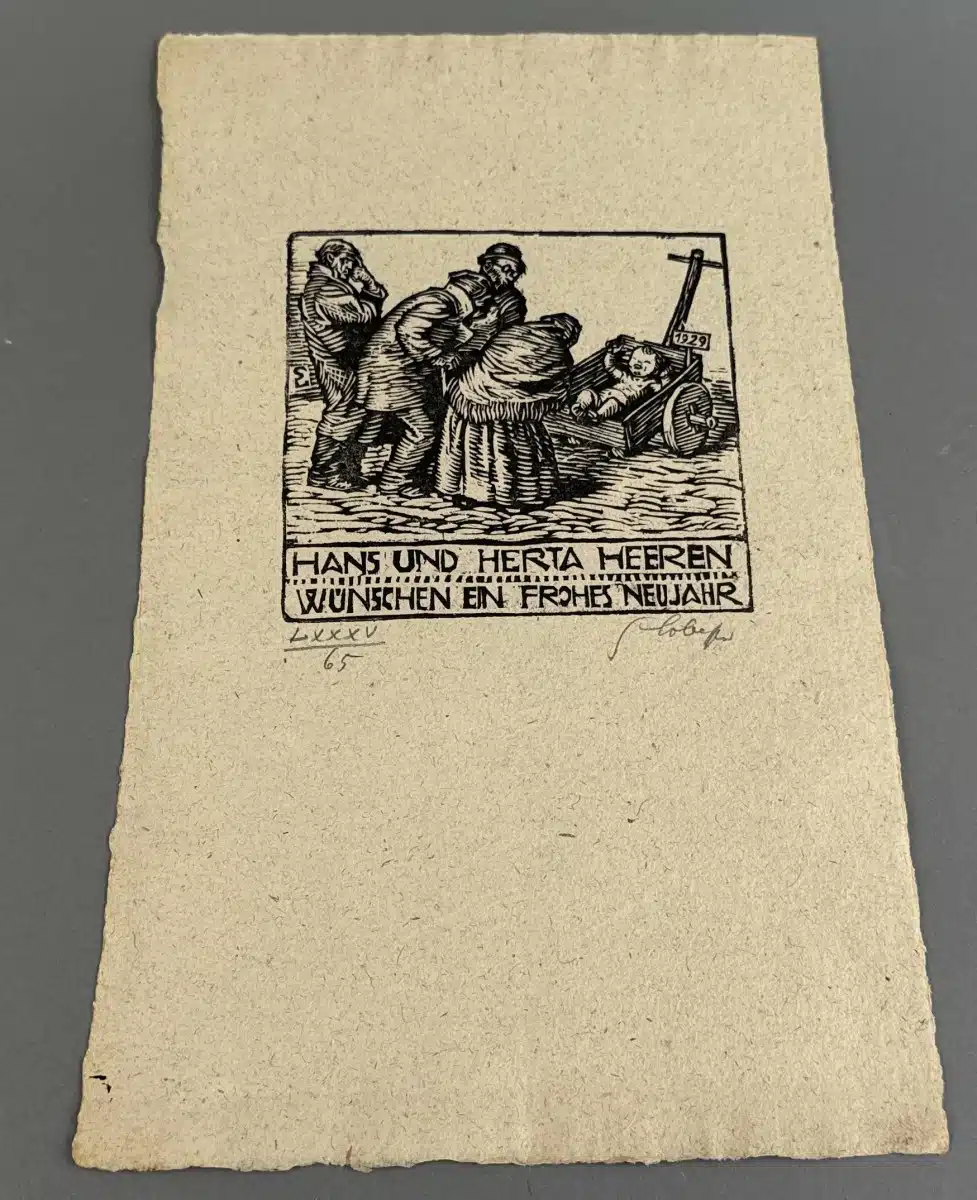 1929
HANS UND HERTA HEEREN
WÜNSCHEN EIN FROHES NEUJAHR
LXXXV
65